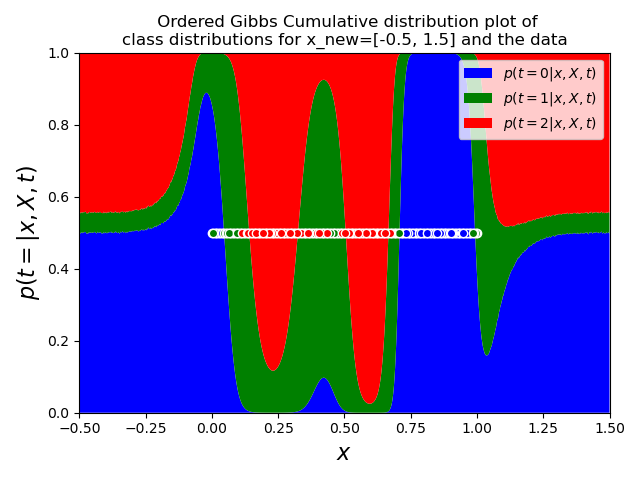 Ordered Gibbs Cumulative distribution plot of
class distributions for x_new=[-0.5, 1.5] and the data
p(t = 0|x, X, t)
p(t = 1|x, X, t)
p(t = 2|x, X, t)
p(t = |x, X, t)
1.0
0.8
0.6
0.4
0.2
0.0
−0.50 −0.25 0.00 0.25 0.50 0.75 1.00 1.25 1.50
x